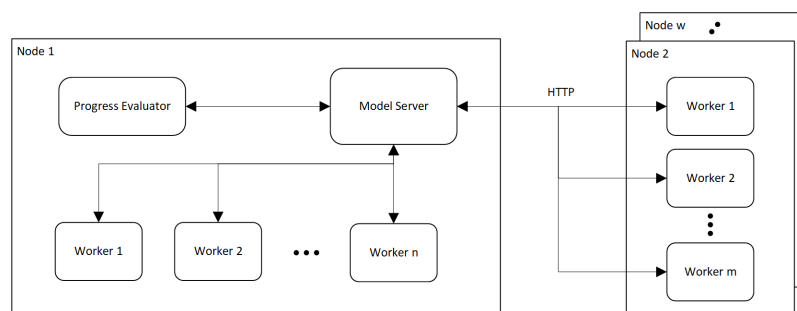 Node 1
Progress Evaluator
Model Server
Worker 1
Worker 2
Worker n
HTTP
Node w
Node 2
Worker 1
Worker 2
Worker m